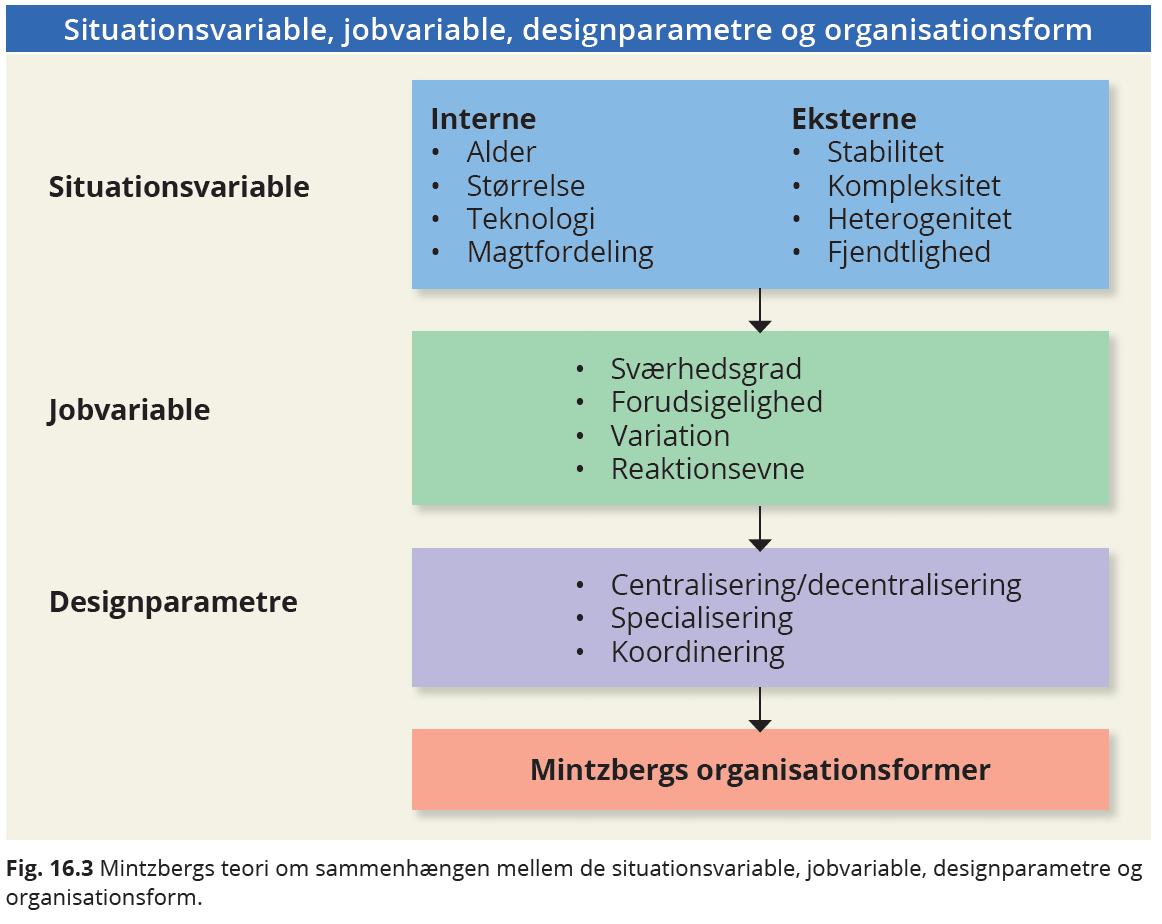 Situationsvariable, jobvariable, designparametre og organisationsform
Situationsvariable
Interne
• Alder
• Størrelse
• Teknologi
• Magtfordeling
Eksterne
• Stabilitet
• Kompleksitet
• Heterogenitet
• Fjendtlighed
Jobvariable
• Sværhedsgrad
• Forudsigelighed
• Variation
• Reaktionsevne
Designparametre
• Centralisering/decentralisering
• Specialisering
• Koordinering
Mintzbergs organisationsformer
Fig. 16.3 Mintzbergs teori om sammenhængen mellem de situationsvariable, jobvariable, designparametre og
organisationsform.